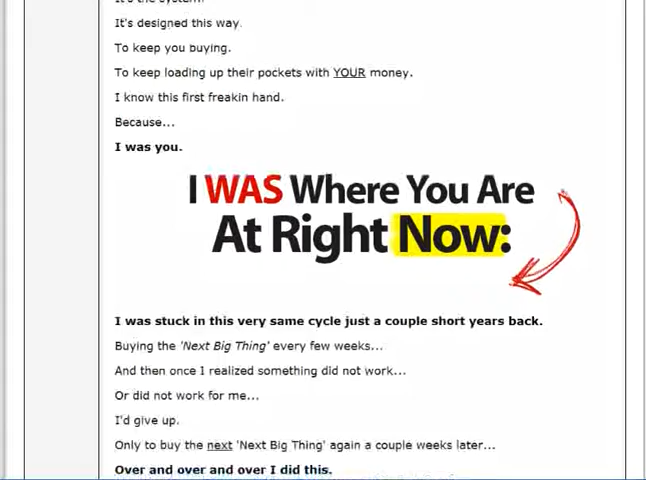 It's the system.
It's designed this way.
To keep you buying.
To keep loading up their pockets with YOUR money.
I know this first freakin hand.
Because...
I was you.
I WAS Where You Are
At Right Now:
I was stuck in this very same cycle just a couple short years back.
Buying the 'Next Big Thing' every few weeks...
And then once I realized something did not work...
Or did not work for me...
I'd give up.
Only to buy the next 'Next Big Thing' again a couple weeks later...
Over and over and over I did this.